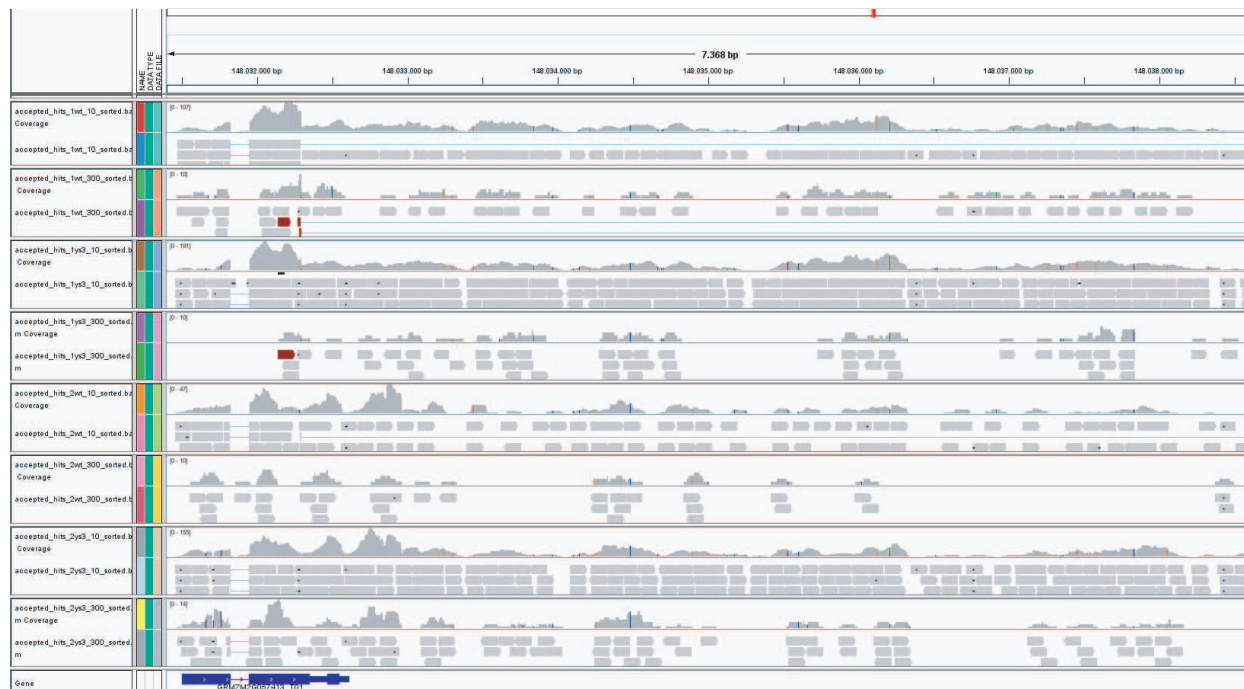 NAME
DATA TYPE
DATA FILE
7.368 bp
148.032.000 bp 148.033.000 bp 148.034.000 bp 148.035.000 bp 148.036.000 bp 148.037.000 bp 148.038.000 bp
accepted_hits_1wt_10_sorted.ba [0 - 107]
Coverage
accepted_hits_1wt_10_sorted.ba
accepted_hits_1wt_300_sorted.b [0 - 10]
Coverage
accepted_hits_1wt_300_sorted.b
accepted_hits_1ys3_10_sorted.b [0 - 191]
Coverage
accepted_hits_1ys3_10_sorted.b
accepted_hits_1ys3_300_sorted. [0 - 10]
m Coverage
accepted_hits_1ys3_300_sorted.
m
accepted_hits_2wt_10_sorted.ba [0 - 47]
Coverage
accepted_hits_2wt_10_sorted.ba
accepted_hits_2wt_300_sorted.b [0 - 10]
Coverage
accepted_hits_2wt_300_sorted.b
accepted_hits_2ys3_10_sorted.b
Coverage
accepted_hits_2ys3_10_sorted.b
accepted_hits_2ys3_300_sorted. [0 - 14]
m Coverage
accepted_hits_2ys3_300_sorted.
m
Gene